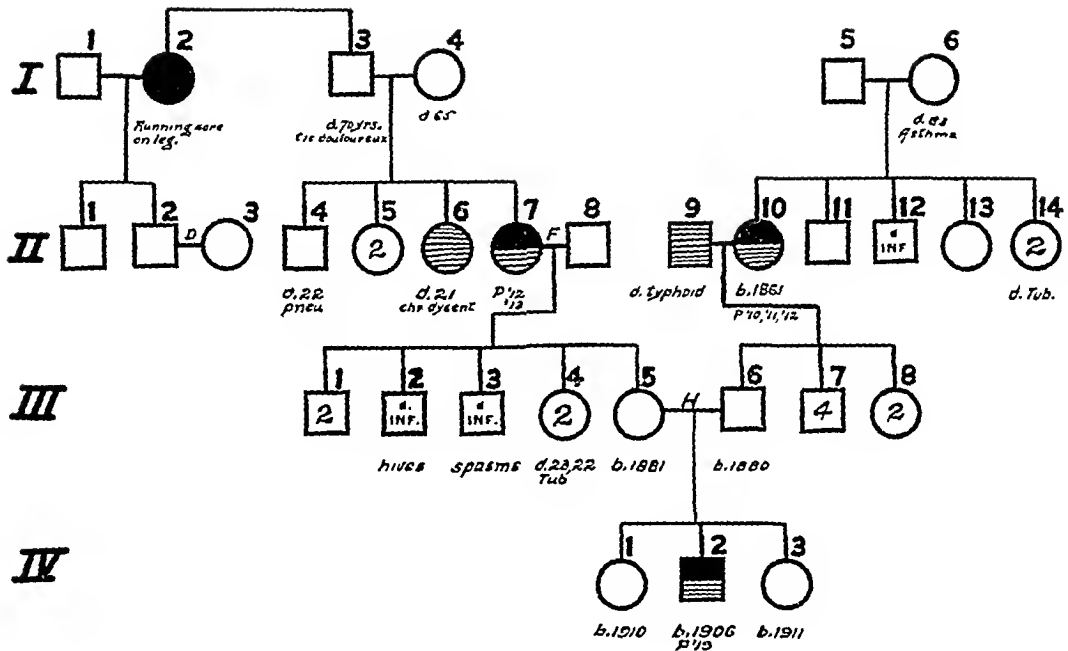 1 2 3 4 5 6
I
Running sore
on leg.
d. 70 yrs.
tic douloureux
d 65
d. 83
Asthma
1 2 3 4 5 6 7 8 9 10 11 12 13 14
II
D 2 F d INF. 2
d. 22
pneu
d. 21
chr dysent
P'12
'13
d. typhoid
b. 1861
P'10,'11,'12
d. Tub.
1 2 3 4 5 6 7 8
III
2 d. INF. d INF. 2 H 4 2
hives
spasms
d. 23, 22
Tub
b. 1881
b. 1880
1 2 3
IV
b. 1910
b. 1906
P'13
b. 1911